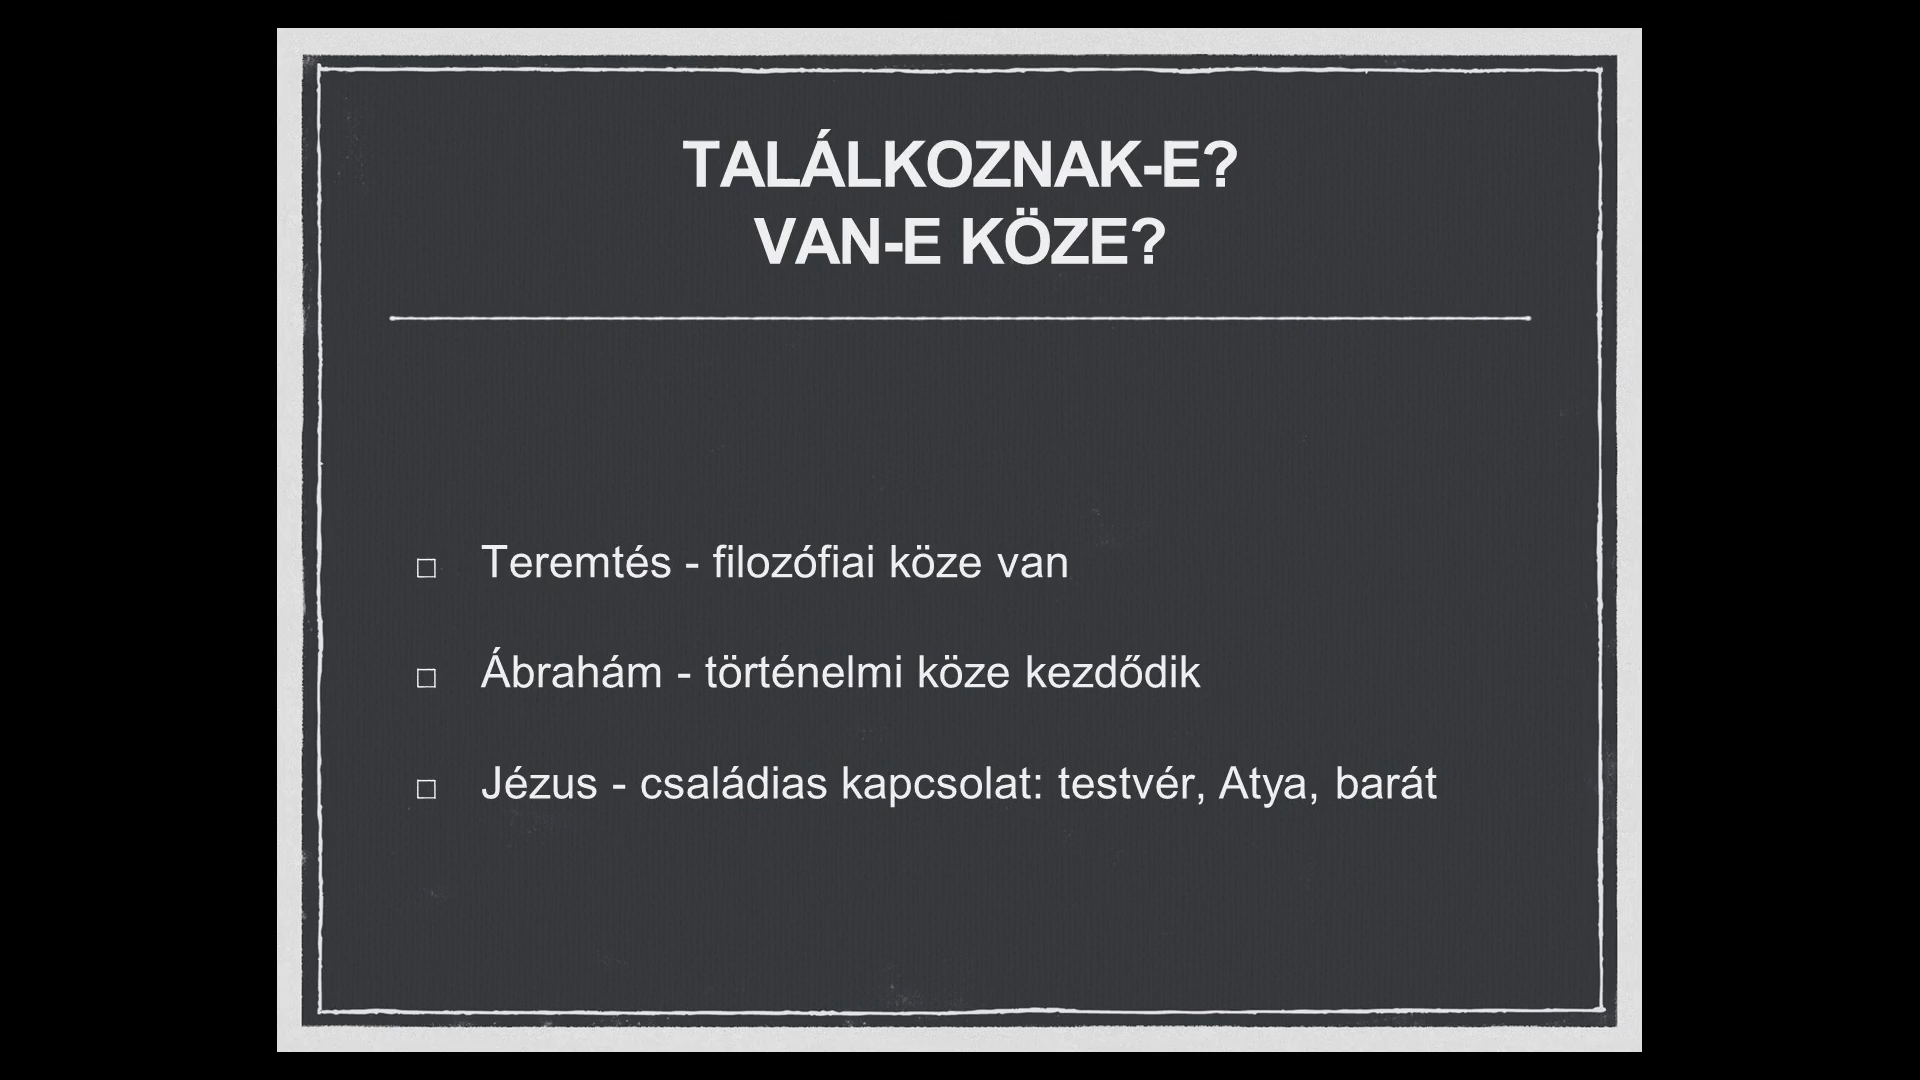 TALÁLKOZNAK-E?
VAN-E KÖZE?
Teremtés - filozófiai köze van
Ábrahám - történelmi köze kezdődik
Jézus - családias kapcsolat: testvér, Atya, barát